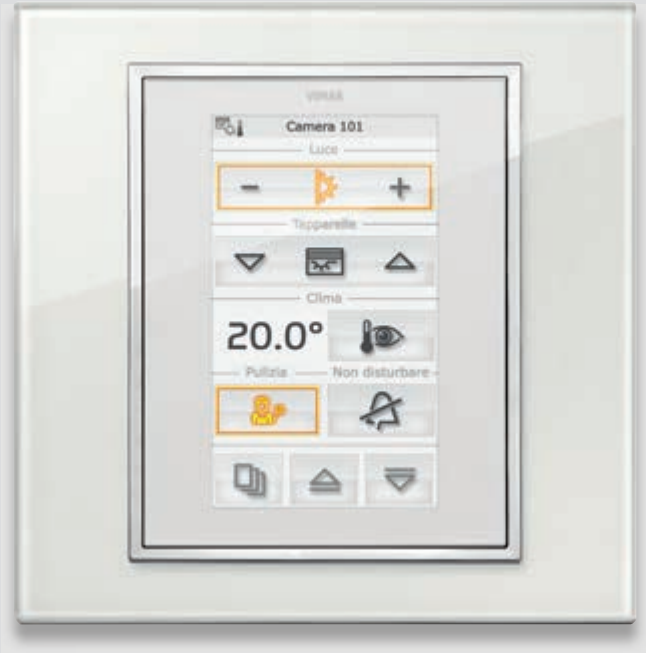 VIMAR
Camera 101
Luce
- +
Tapparelle
Clima
20.0°
Pulizia Non disturbare